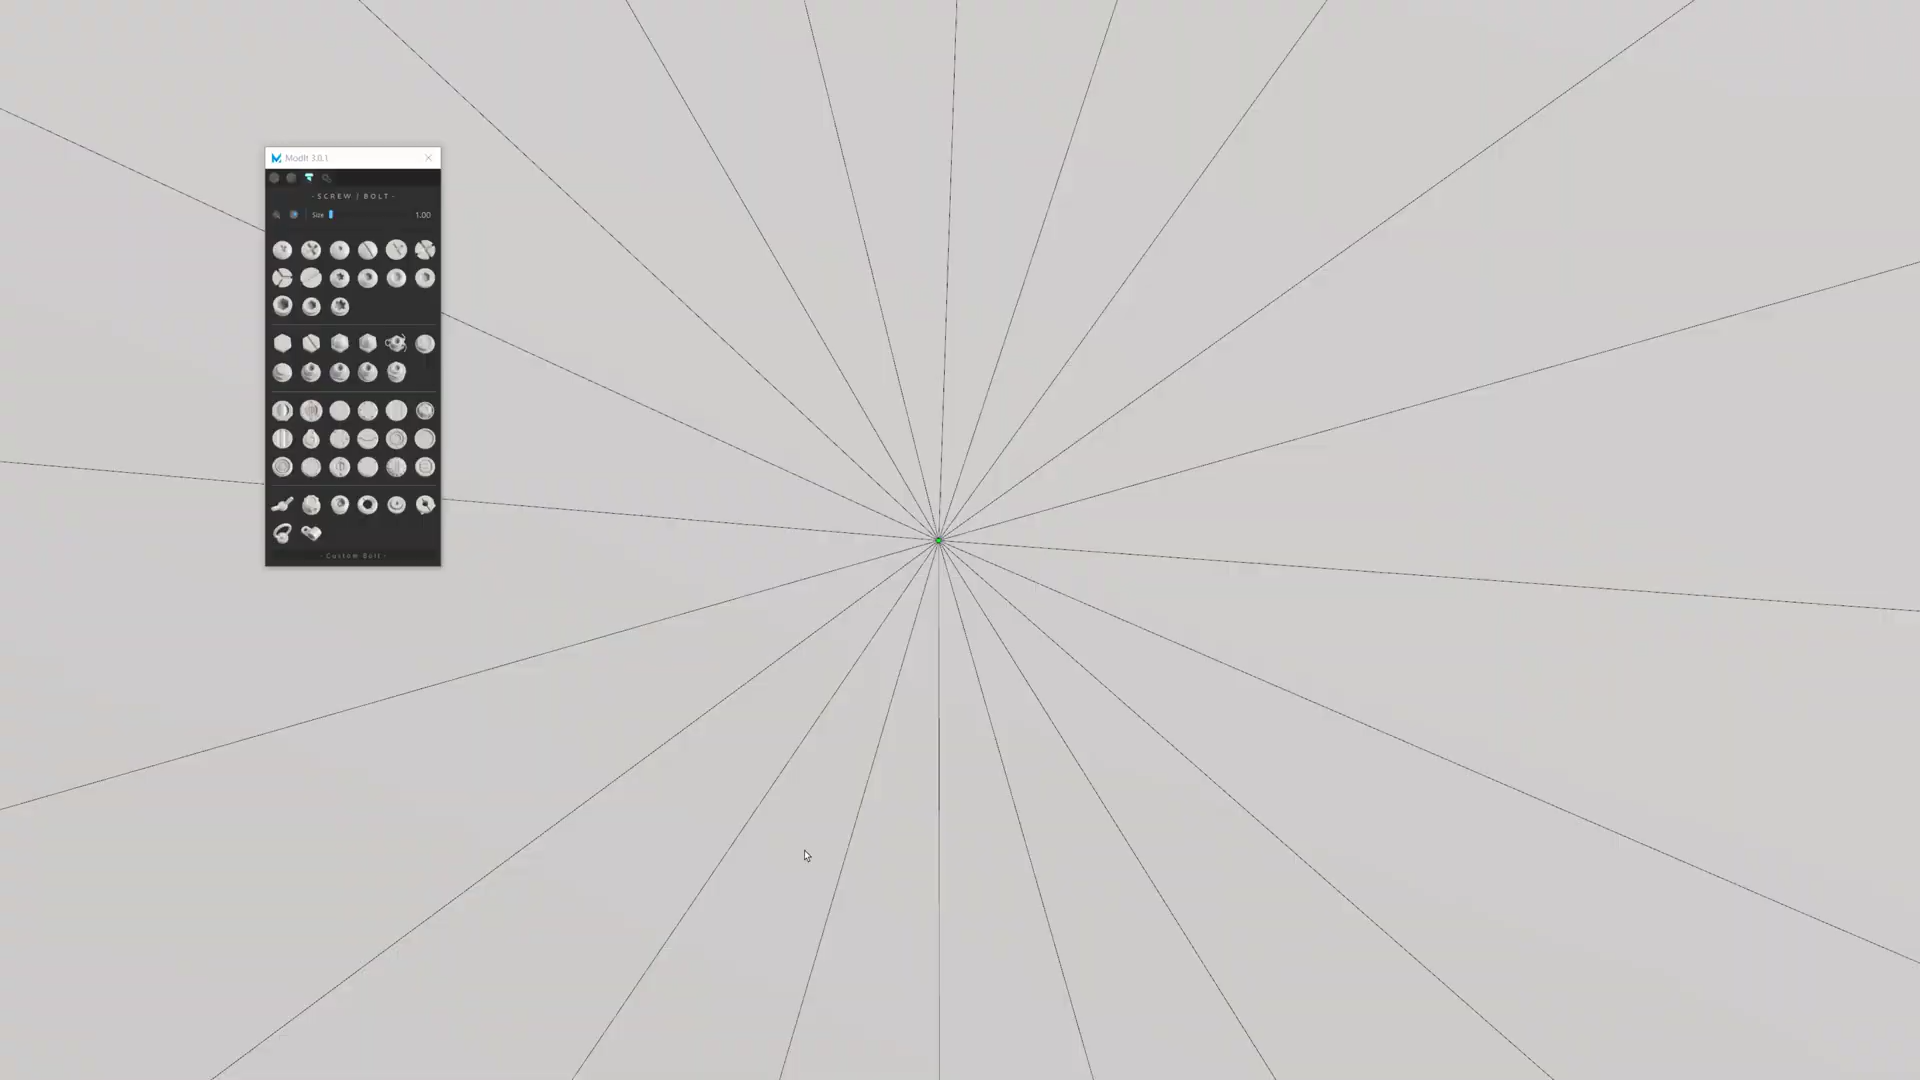 ModIt 3.0.1
- SCREW | BOLT -
Size 1.00
- Custom Bolt -